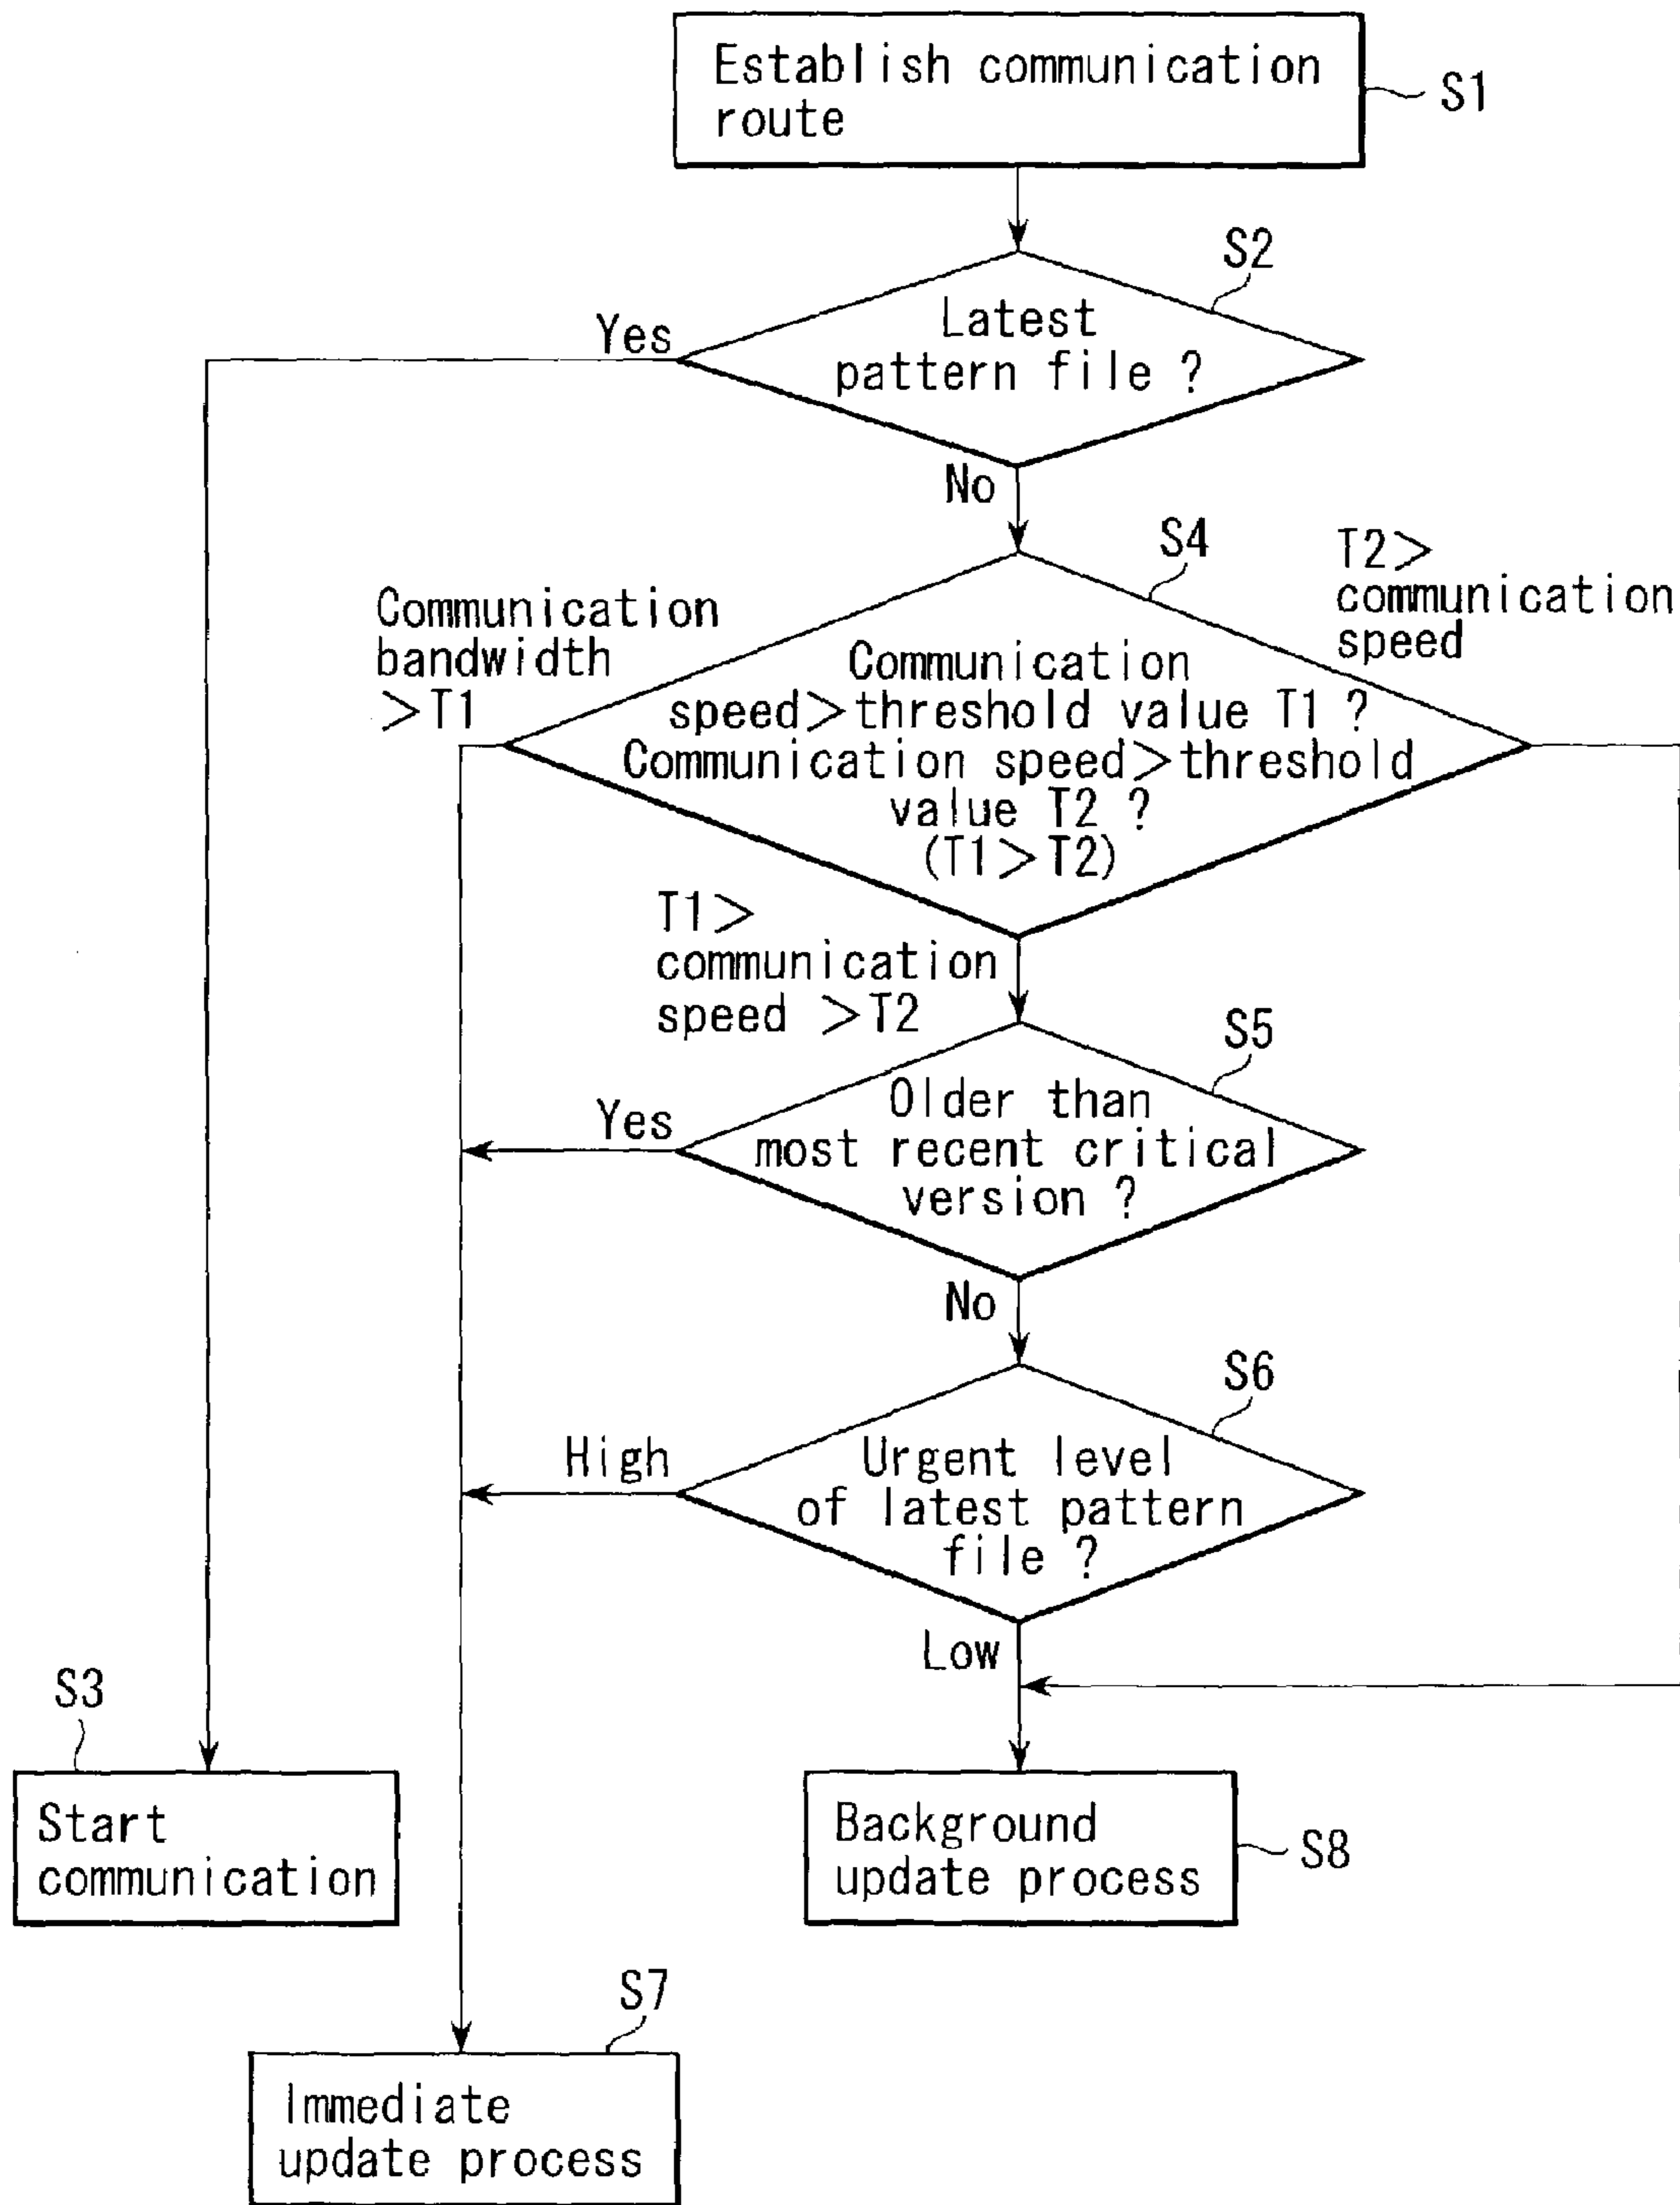 Establish communication
route
S1
S2
Latest
pattern file ?
Yes
No
S4
T2>
communication
speed
Communication
bandwidth
>T1
Communication
speed>threshold value T1 ?
Communication speed>threshold
value T2 ?
(T1>T2)
T1>
communication
speed >T2
S5
Older than
most recent critical
version ?
Yes
No
S6
Urgent level
of latest pattern
file ?
High
Low
S3
Start
communication
Background
update process
S8
S7
Immediate
update process